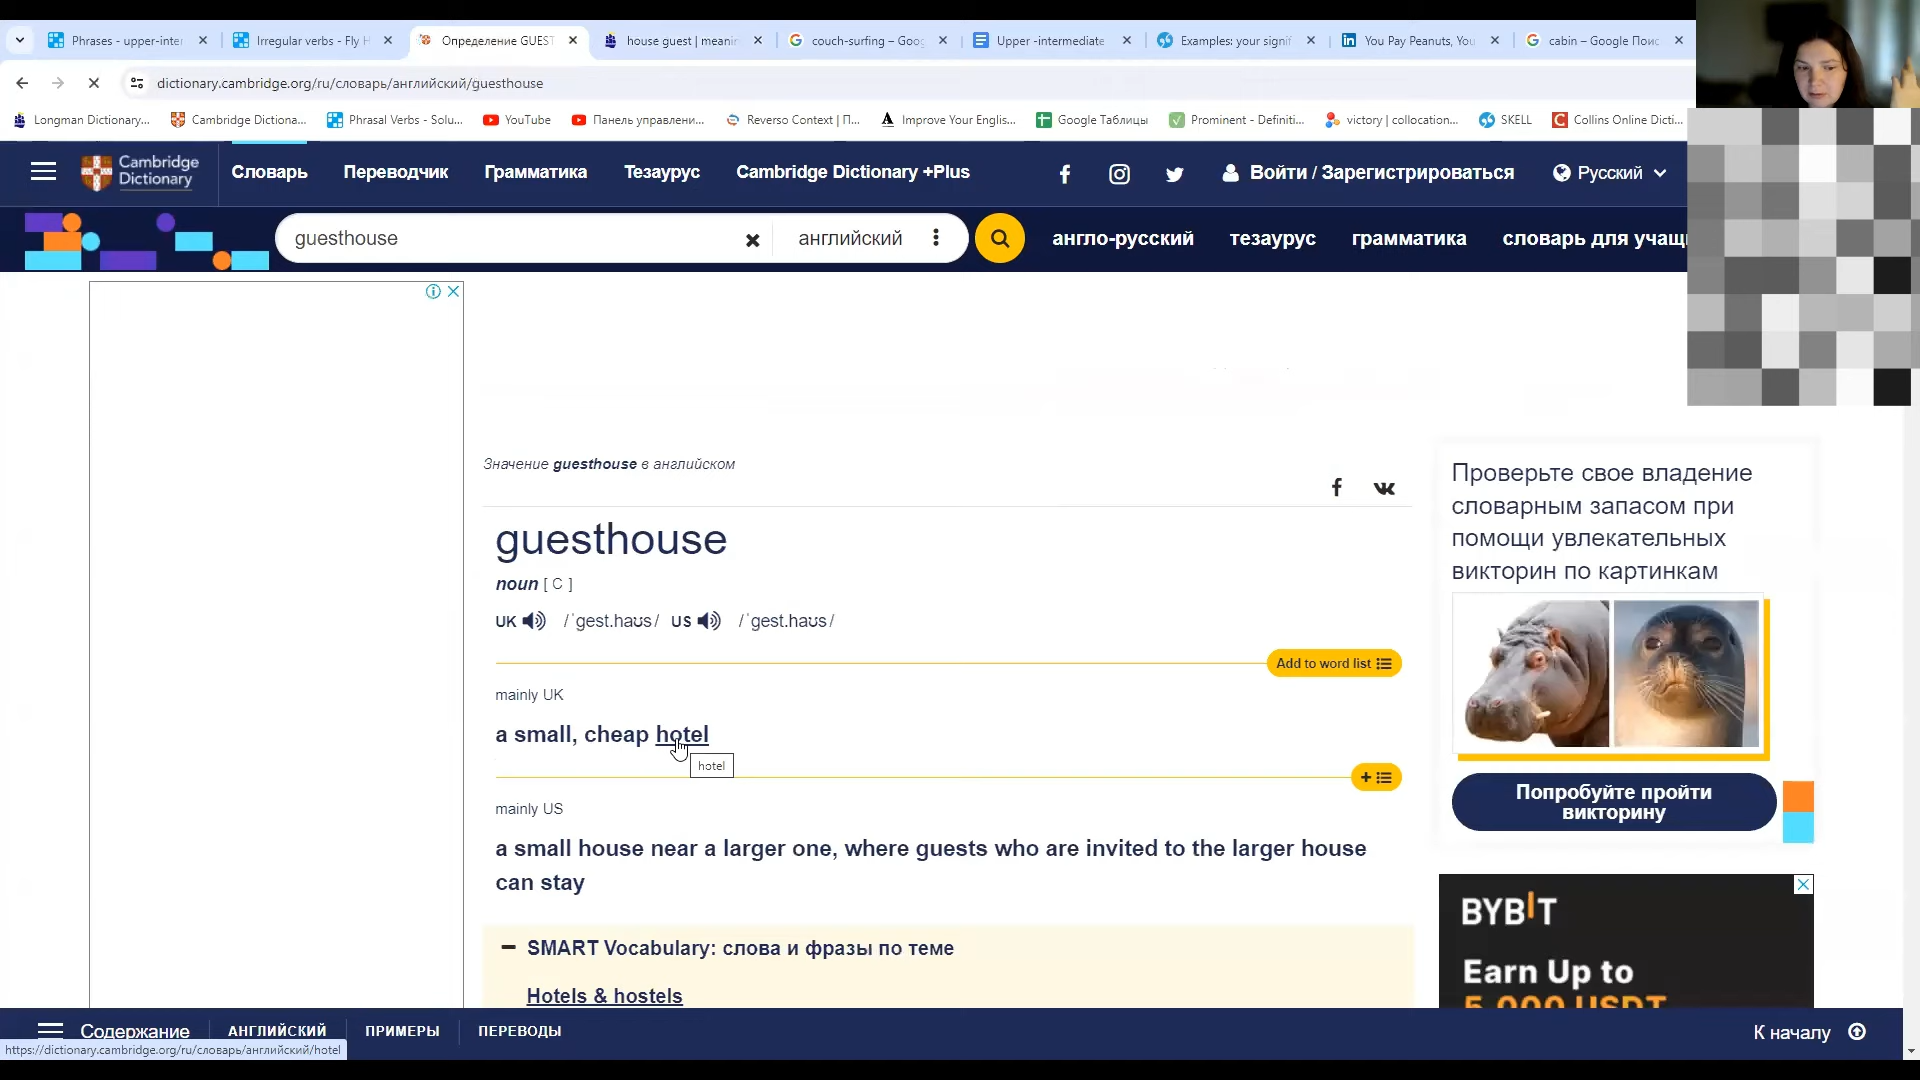 Phrases - upper-inte
Irregular verbs - Fly H
Определение GUEST
house guest | meani
couch-surfing – Goo
Upper -intermediate
Examples: your signif
You Pay Peanuts, You
cabin – Google Поис
dictionary.cambridge.org/ru/словарь/английский/guesthouse
Longman Dictionary...
Cambridge Dictiona...
Phrasal Verbs - Solu...
YouTube
Панель управлени...
Reverso Context | П...
Improve Your Englis...
Google Таблицы
Prominent - Definiti...
victory | collocation...
SKELL
Collins Online Dicti...
Cambridge
Dictionary
Словарь
Переводчик
Грамматика
Тезаурус
Cambridge Dictionary +Plus
Войти / Зарегистрироваться
Русский
guesthouse
английский
англо-русский
тезаурус
грамматика
словарь для учащ
Значение guesthouse в английском
guesthouse
noun [ C ]
UK /ˈɡest.haʊs/ US /ˈɡest.haʊs/
Add to word list
mainly UK
a small, cheap hotel
hotel
mainly US
a small house near a larger one, where guests who are invited to the larger house
can stay
SMART Vocabulary: слова и фразы по теме
Hotels & hostels
Проверьте свое владение
словарным запасом при
помощи увлекательных
викторин по картинкам
Попробуйте пройти
викторину
BYBIT
Earn Up to
5,000 USDT
Содержание
АНГЛИЙСКИЙ
ПРИМЕРЫ
ПЕРЕВОДЫ
К началу
https://dictionary.cambridge.org/ru/словарь/английский/hotel